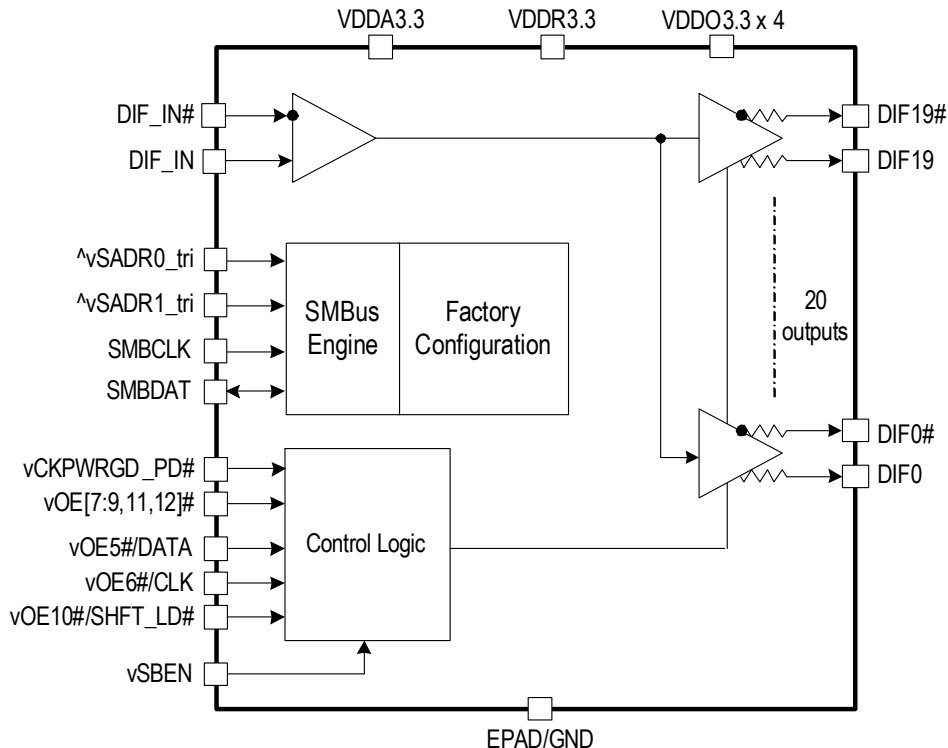 VDDA3.3
VDDR3.3
VDDO3.3 x 4
DIF_IN#
DIF_IN
DIF19#
DIF19
^vSADR0_tri
^vSADR1_tri
SMBCLK
SMBDAT
SMBus
Engine
Factory
Configuration
20
outputs
DIF0#
DIF0
vCKPWRGD_PD#
vOE[7:9,11,12]#
vOE5#/DATA
vOE6#/CLK
vOE10#/SHFT_LD#
vSBEN
Control Logic
EPAD/GND